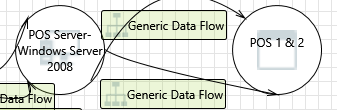 Generic Data Flow
POS Server-
Windows Server
2008
POS 1 & 2
Data Flow
Generic Data Flow